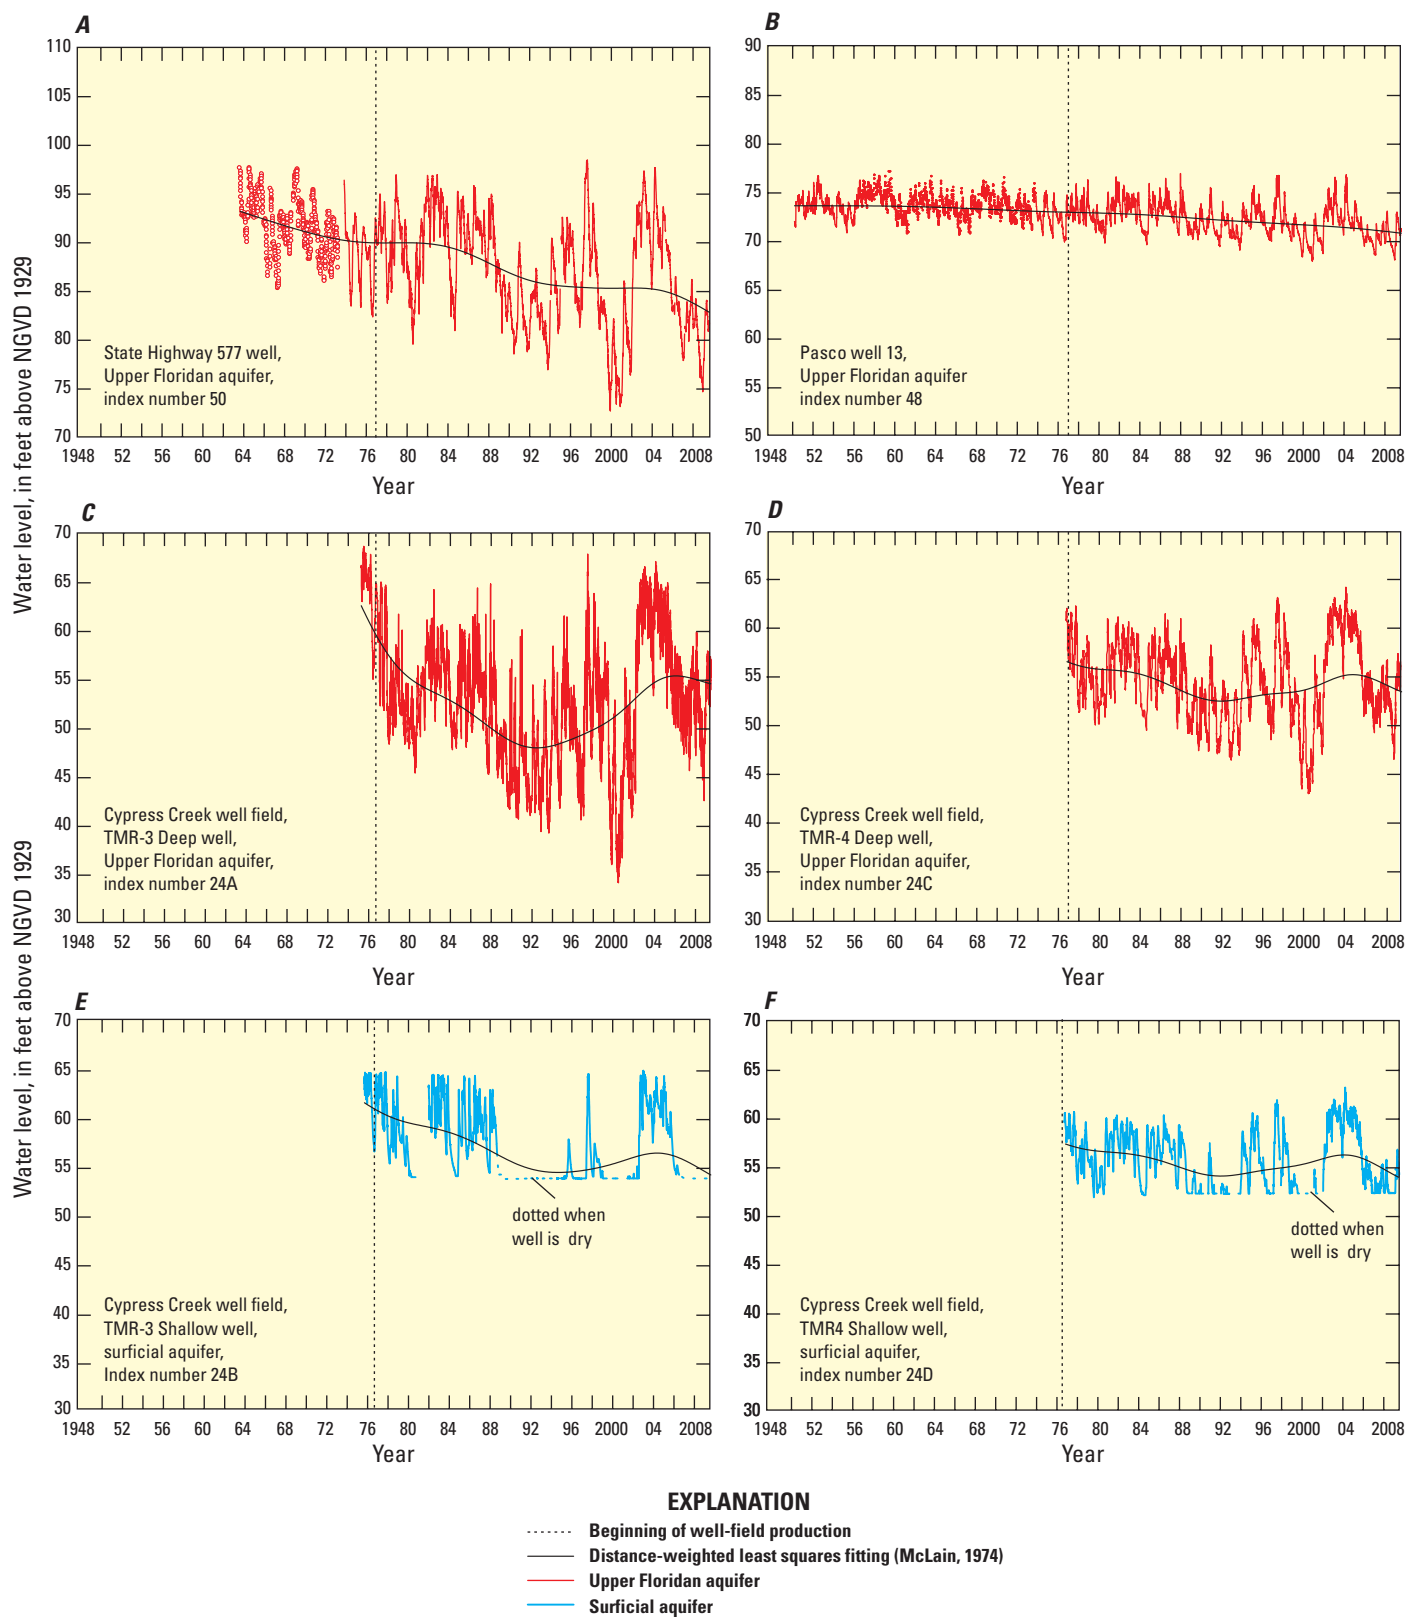 A
110
105
100
95
90
85
80
75
70
State Highway 577 well,
Upper Floridan aquifer,
index number 50
1948 52 56 60 64 68 72 76 80 84 88 92 96 2000 04 2008
Year
B
90
85
80
75
70
65
60
55
50
Pasco well 13,
Upper Floridan aquifer
index number 48
1948 52 56 60 64 68 72 76 80 84 88 92 96 2000 04 2008
Year
Water level, in feet above NGVD 1929
C
70
65
60
55
50
45
40
35
30
Cypress Creek well field,
TMR-3 Deep well,
Upper Floridan aquifer,
index number 24A
1948 52 56 60 64 68 72 76 80 84 88 92 96 2000 04 2008
Year
D
70
65
60
55
50
45
40
35
30
Cypress Creek well field,
TMR-4 Deep well,
Upper Floridan aquifer,
index number 24C
1948 52 56 60 64 68 72 76 80 84 88 92 96 2000 04 2008
Year
Water level, in feet above NGVD 1929
E
70
65
60
55
50
45
40
35
30
dotted when
well is dry
Cypress Creek well field,
TMR-3 Shallow well,
surficial aquifer,
Index number 24B
1948 52 56 60 64 68 72 76 80 84 88 92 96 2000 04 2008
Year
F
70
65
60
55
50
45
40
35
30
dotted when
well is dry
Cypress Creek well field,
TMR4 Shallow well,
surficial aquifer,
index number 24D
1948 52 56 60 64 68 72 76 80 84 88 92 96 2000 04 2008
Year
EXPLANATION
Beginning of well-field production
Distance-weighted least squares fitting (McLain, 1974)
Upper Floridan aquifer
Surficial aquifer